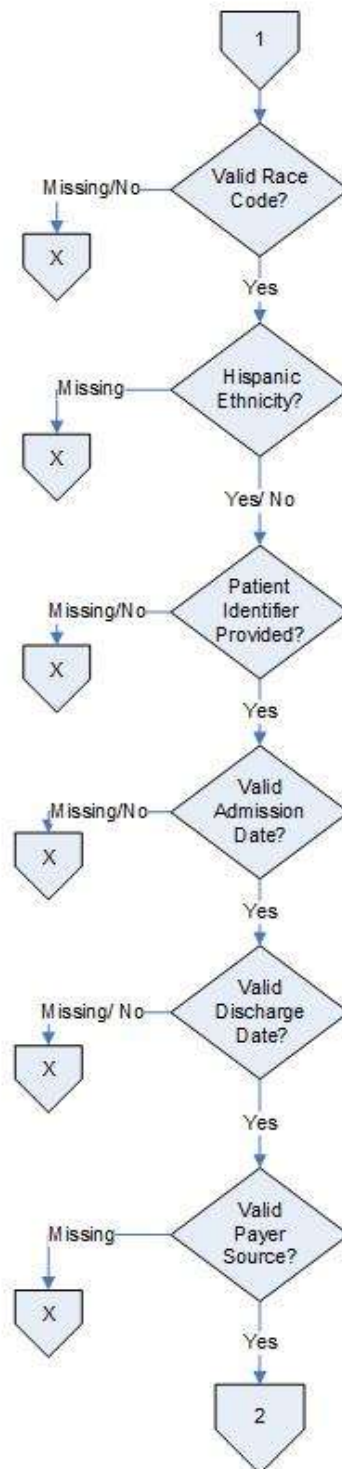 1
Valid Race
Code?
Missing/No
X
Yes
Hispanic
Ethnicity?
Missing
X
Yes/ No
Patient
Identifier
Provided?
Missing/No
X
Yes
Valid
Admission
Date?
Missing/No
X
Yes
Valid
Discharge
Date?
Missing/ No
X
Yes
Valid
Payer
Source?
Missing
X
Yes
2